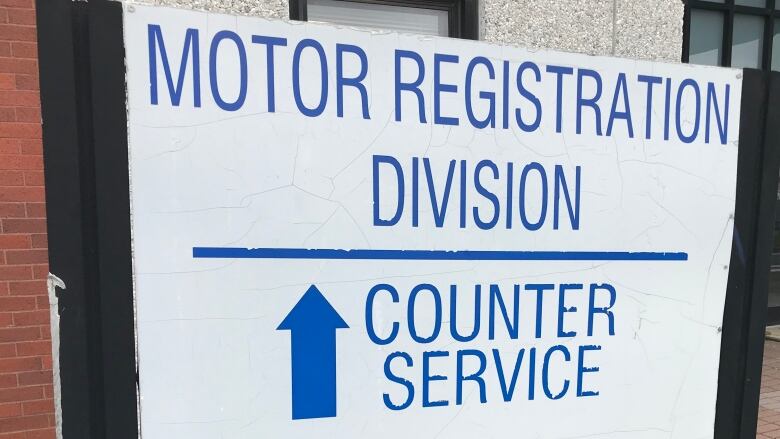 MOTOR REGISTRATION
DIVISION
COUNTER
SERVICE